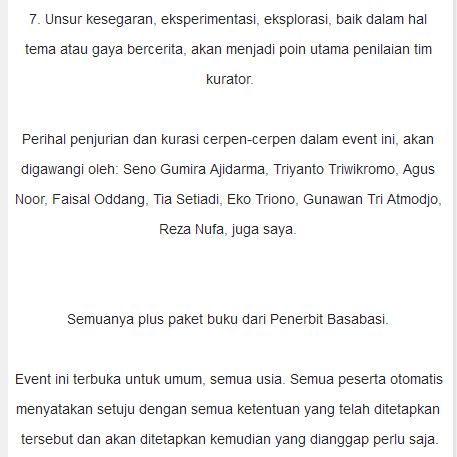 7. Unsur kesegaran, eksperimentasi, eksplorasi, baik dalam hal
tema atau gaya bercerita, akan menjadi poin utama penilaian tim
kurator.
Perihal penjurian dan kurasi cerpen-cerpen dalam event ini, akan
digawangi oleh: Seno Gumira Ajidarma, Triyanto Triwikromo, Agus
Noor, Faisal Oddang, Tia Setiadi, Eko Triono, Gunawan Tri Atmodjo,
Reza Nufa, juga saya.
Semuanya plus paket buku dari Penerbit Basabasi.
Event ini terbuka untuk umum, semua usia. Semua peserta otomatis
menyatakan setuju dengan semua ketentuan yang telah ditetapkan
tersebut dan akan ditetapkan kemudian yang dianggap perlu saja.